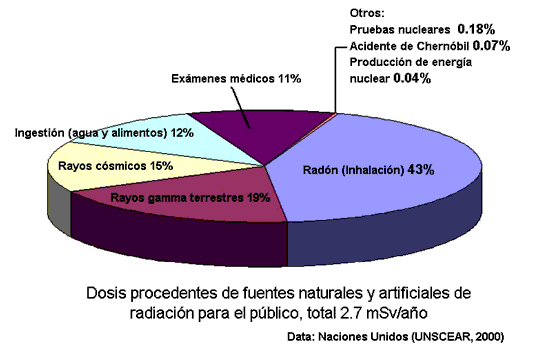 Otros:
Pruebas nucleares 0.18%
Acidente de Chernóbil 0.07%
Producción de energía
nuclear 0.04%
Exámenes médicos 11%
Ingestión (agua y alimentos) 12%
Rayos cósmicos 15%
Radón (Inhalación) 43%
Rayos gamma terrestres 19%
Dosis procedentes de fuentes naturales y artificiales de
radiación para el público, total 2.7 mSv/año
Data: Naciones Unidos (UNSCEAR, 2000)